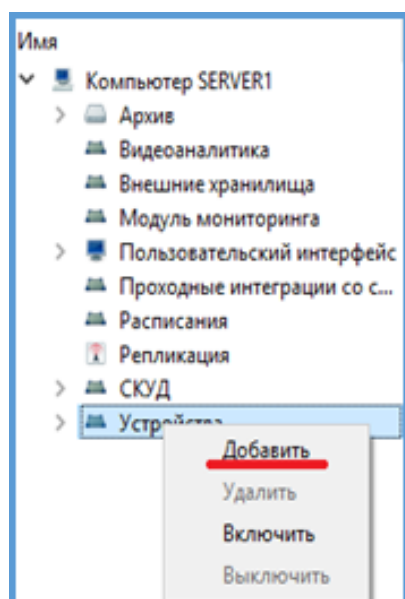 Имя
Компьютер SERVER1
Архив
Видеоаналитика
Внешние хранилища
Модуль мониторинга
Пользовательский интерфейс
Проходные интеграции со с...
Расписания
Репликация
СКУД
Устройства
Добавить
Удалить
Включить
Выключить